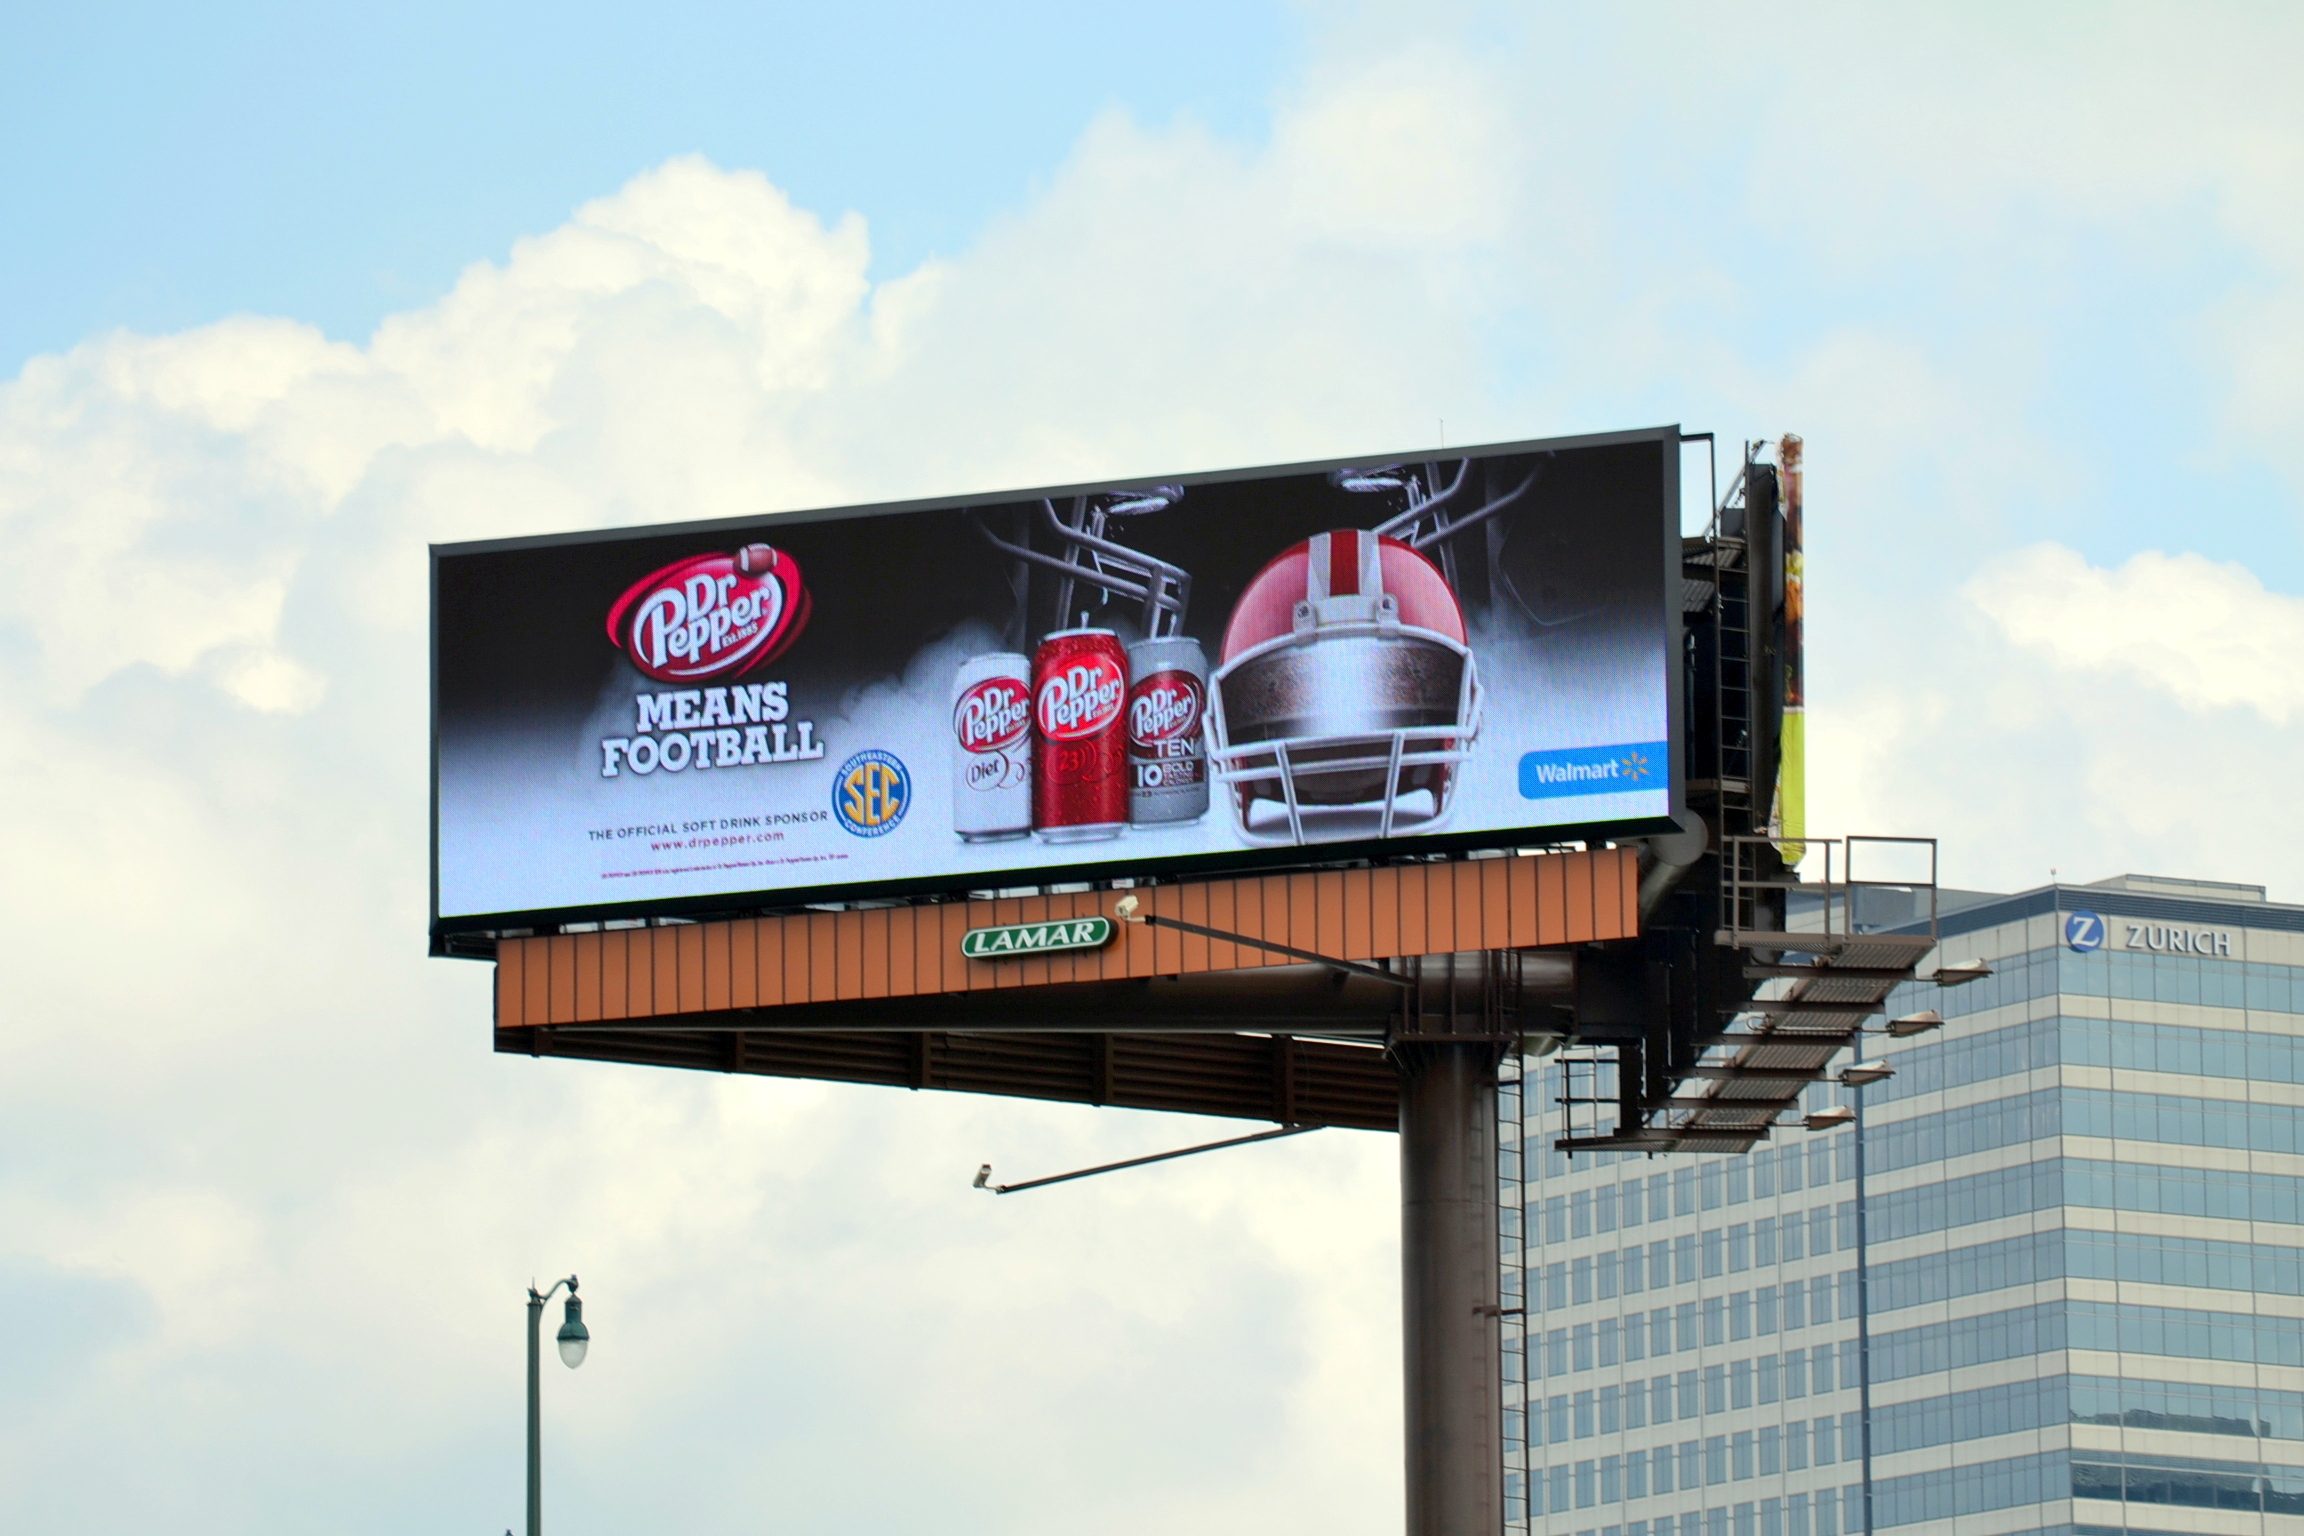 Dr
Pepper
EST. 1885
MEANS
FOOTBALL
THE OFFICIAL SOFT DRINK SPONSOR
www.drpepper.com
SOUTHEASTERN
SEC
CONFERENCE
Dr
Pepper
Diet
Dr
Pepper
23
Dr
Pepper
TEN
10 BOLD
Walmart
LAMAR
Z ZURICH